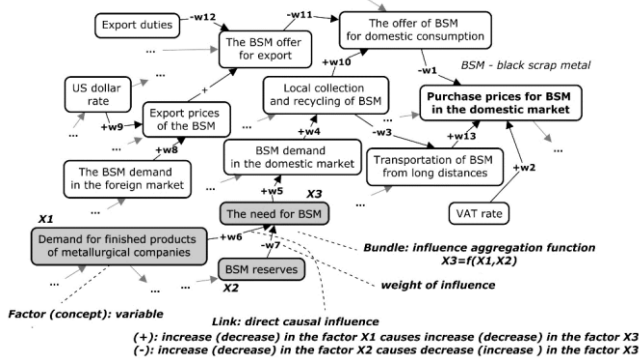 Export duties
-w12
-w11
The offer of BSM
for domestic consumption
...
The BSM offer
for export
+w10
-w1
BSM - black scrap metal
...
US dollar
rate
+
Local collection
and recycling of BSM
Purchase prices for BSM
in the domestic market
+w9
Export prices
of the BSM
...
-w3
...
+w4
+w13
+w8
BSM demand
in the domestic market
Transportation of BSM
from long distances
...
The BSM demand
in the foreign market
+w2
...
+w5
X3
...
...
The need for BSM
VAT rate
X1
Demand for finished products
of metallurgical companies
+w6
-w7
Bundle: influence aggregation function
X3=f(X1,X2)
BSM reserves
...
...
...
X2
weight of influence
Factor (concept): variable
Link: direct causal influence
(+): increase (decrease) in the factor X1 causes increase (decrease) in the factor X3
(-): increase (decrease) in the factor X2 causes decrease (increase ) in the factor X3